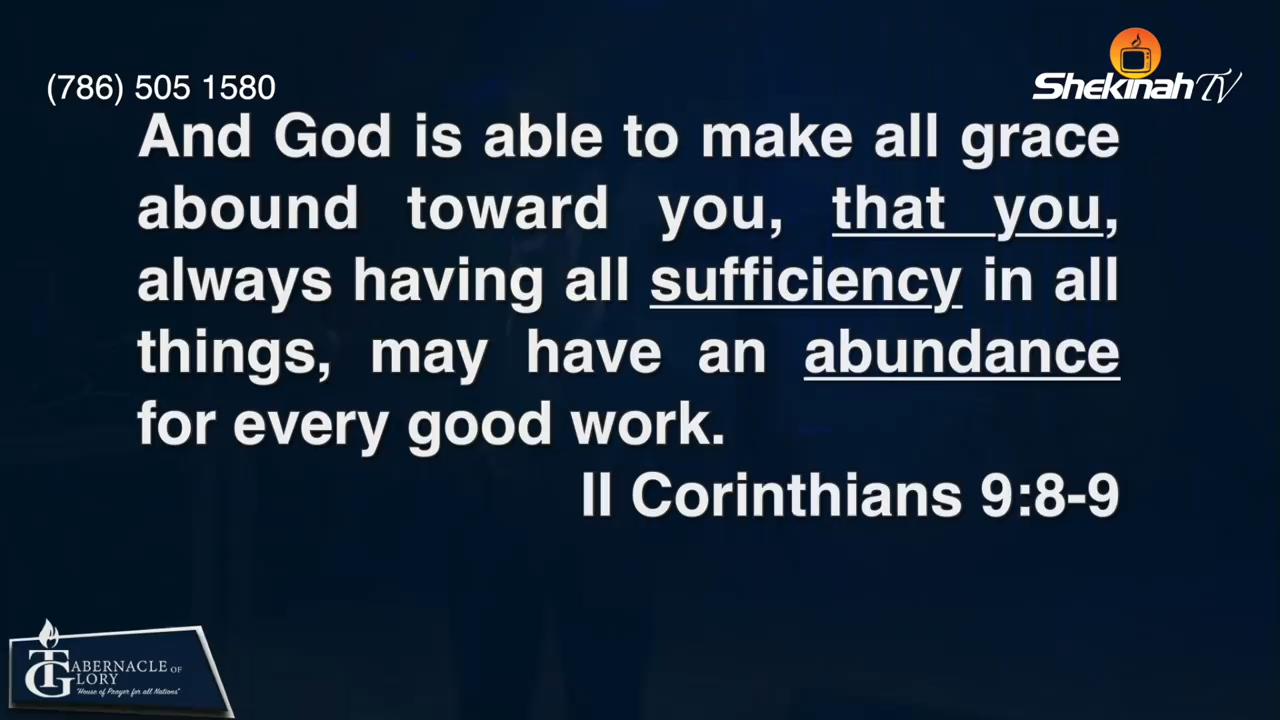 (786) 505 1580
Shekinah TV
And God is able to make all grace
abound toward you, that you,
always having all sufficiency in all
things, may have an abundance
for every good work.
II Corinthians 9:8-9
TABERNACLE OF
GLORY
"House of Prayer for all Nations"